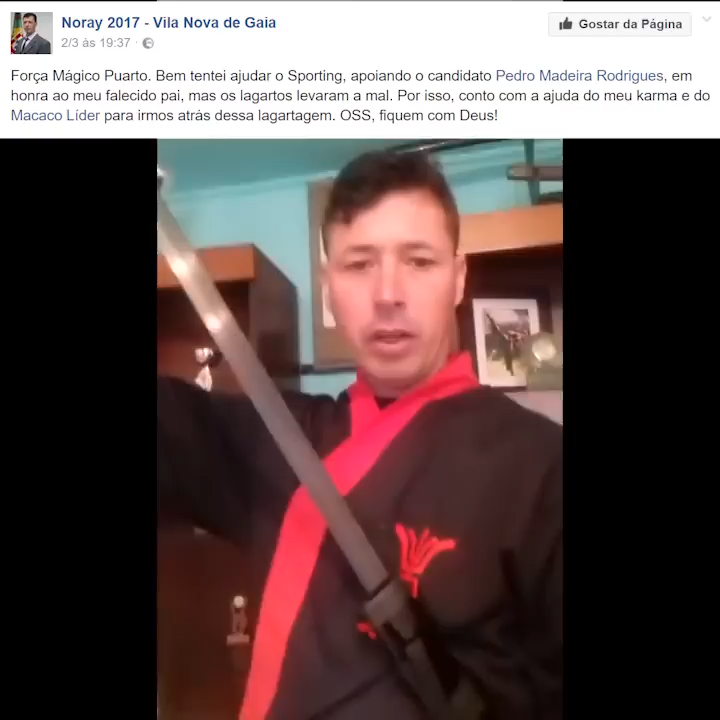 Noray 2017 - Vila Nova de Gaia
2/3 às 19:37 ·
Gostar da Página
Força Mágico Puarto. Bem tentei ajudar o Sporting, apoiando o candidato Pedro Madeira Rodrigues, em
honra ao meu falecido pai, mas os lagartos levaram a mal. Por isso, conto com a ajuda do meu karma e do
Macaco Líder para irmos atrás dessa lagartagem. OSS, fiquem com Deus!